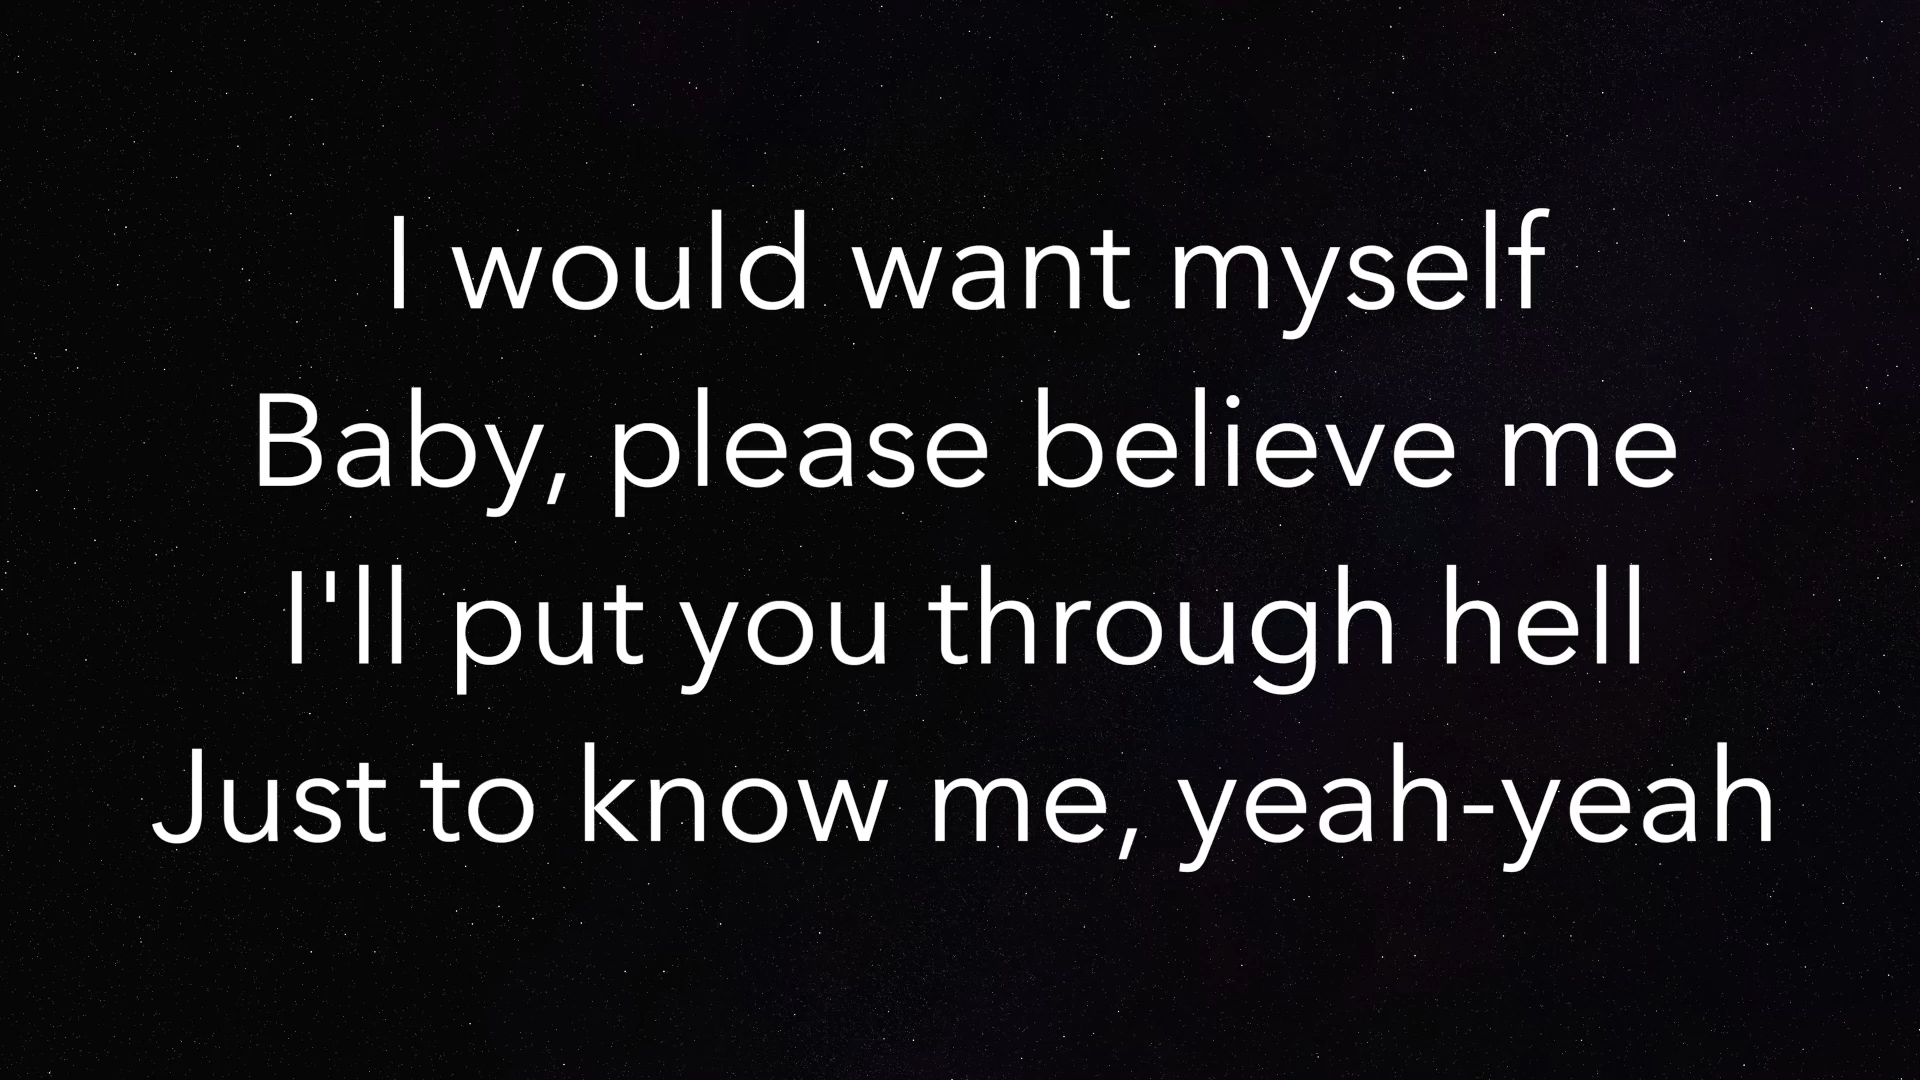 I would want myself
Baby, please believe me
I'll put you through hell
Just to know me, yeah-yeah